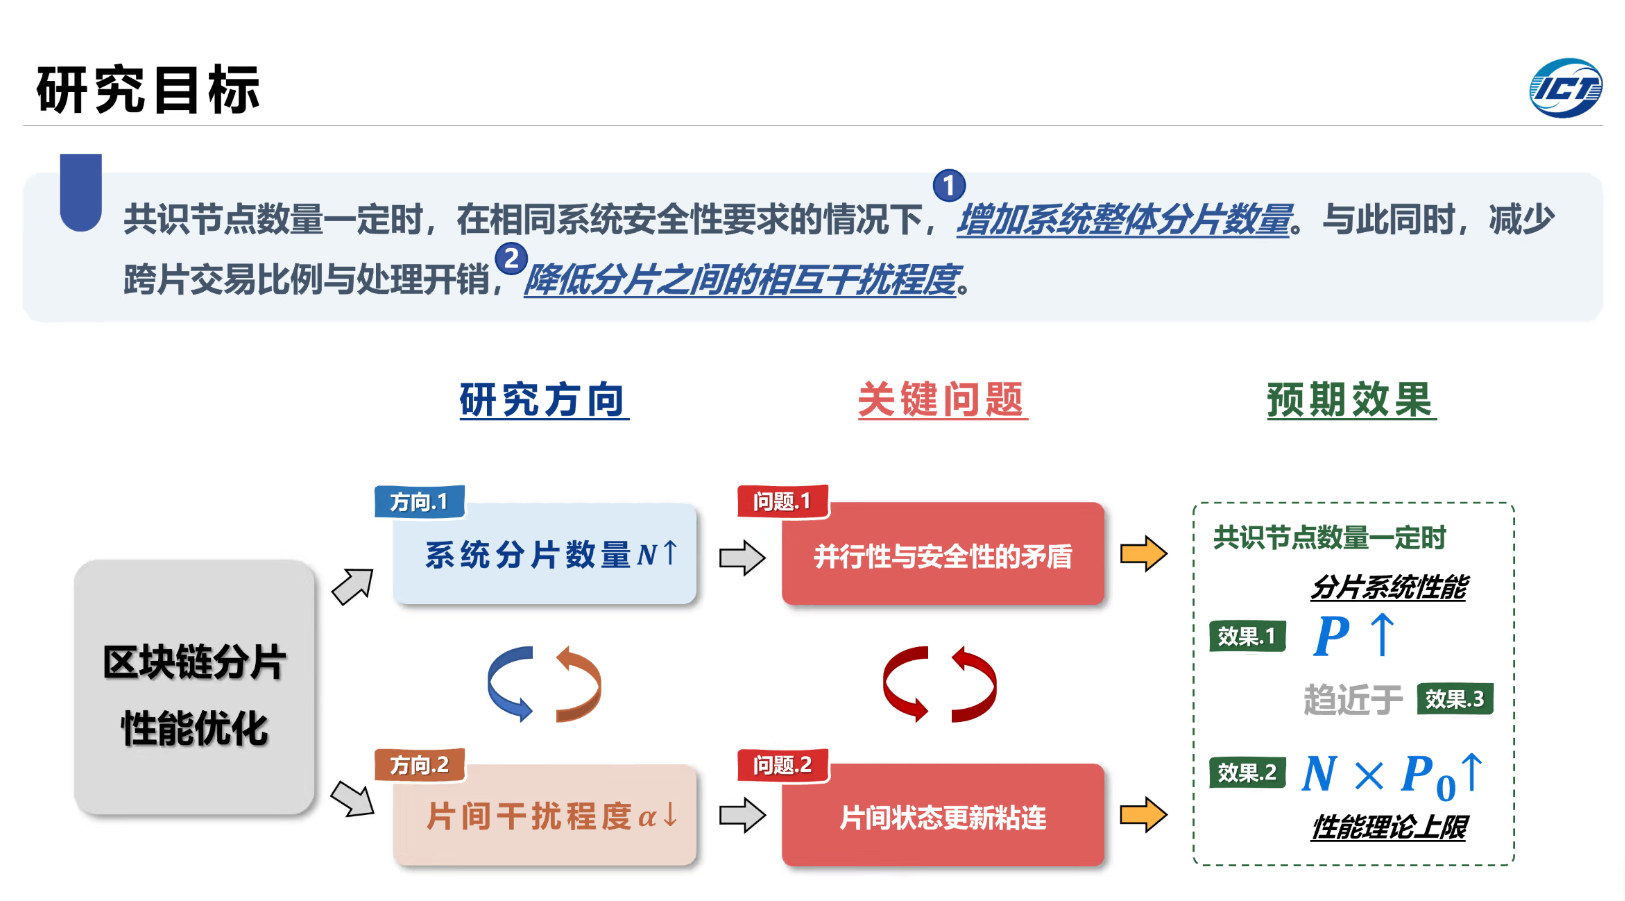 研究目标
ICT
共识节点数量一定时，在相同系统安全性要求的情况下，①增加系统整体分片数量。与此同时，减少
跨片交易比例与处理开销，②降低分片之间的相互干扰程度。
研究方向
关键问题
预期效果
区块链分片
性能优化
方向.1
系统分片数量N↑
问题.1
并行性与安全性的矛盾
方向.2
片间干扰程度α↓
问题.2
片间状态更新粘连
共识节点数量一定时
分片系统性能
效果.1 P↑
趋近于 效果.3
效果.2 N × P₀↑
性能理论上限